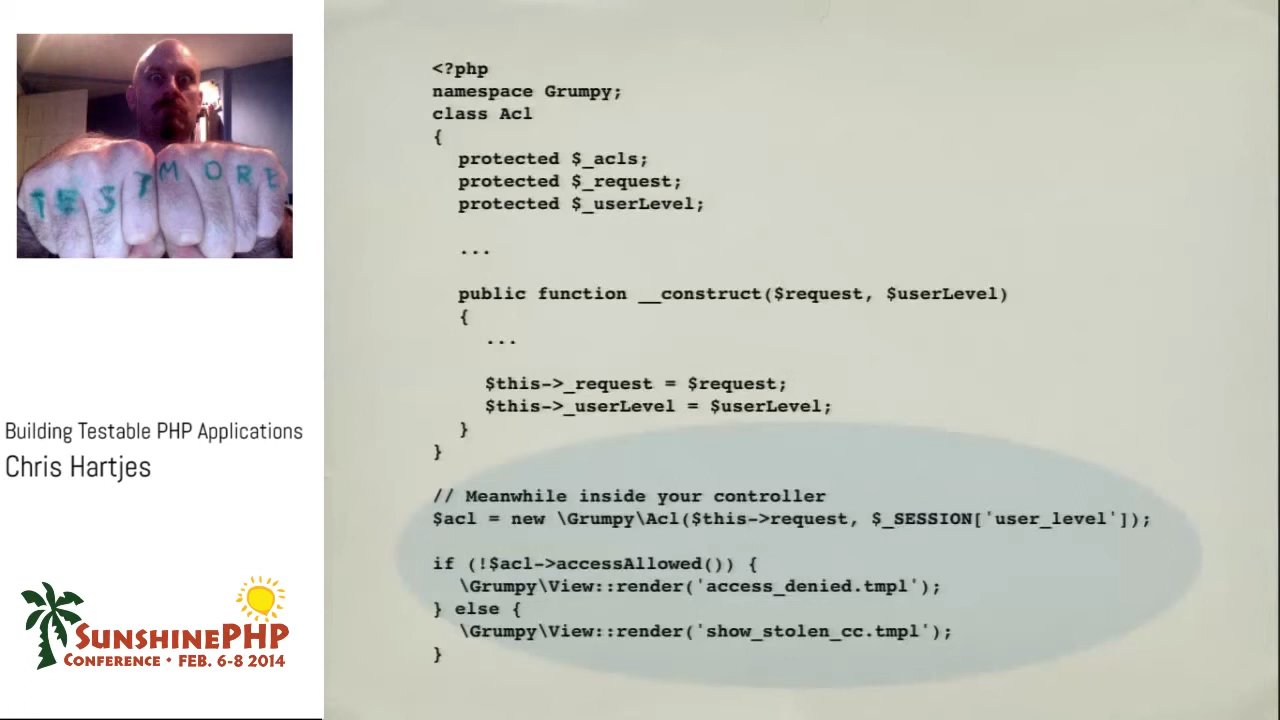 TEST MORE
Building Testable PHP Applications
Chris Hartjes
SUNSHINEPHP
CONFERENCE • FEB. 6-8 2014
<?php
namespace Grumpy;
class Acl
{
protected $_acls;
protected $_request;
protected $_userLevel;
...
public function __construct($request, $userLevel)
{
...
$this->_request = $request;
$this->_userLevel = $userLevel;
}
}
// Meanwhile inside your controller
$acl = new \Grumpy\Acl($this->request, $_SESSION['user_level']);
if (!$acl->accessAllowed()) {
\Grumpy\View::render('access_denied.tmpl');
} else {
\Grumpy\View::render('show_stolen_cc.tmpl');
}